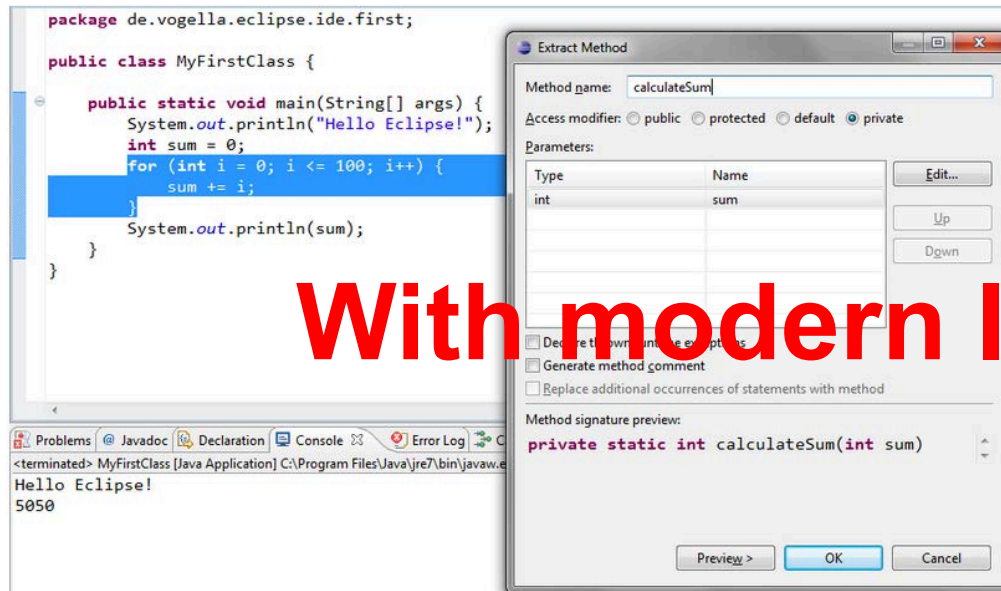 package de.vogella.eclipse.ide.first;
public class MyFirstClass {
public static void main(String[] args) {
System.out.println("Hello Eclipse!");
int sum = 0;
for (int i = 0; i <= 100; i++) {
sum += i;
}
System.out.println(sum);
}
}
Extract Method
Method name: calculateSum
Access modifier: public protected default private
Parameters:
Type Name
int sum
Edit...
Up
Down
With modern I
Generate method comment
Replace additional occurrences of statements with method
Method signature preview:
private static int calculateSum(int sum)
Preview > OK Cancel
Problems @ Javadoc Declaration Console Error Log C
<terminated> MyFirstClass [Java Application] C:\Program Files\Java\jre7\bin\javaw.e
Hello Eclipse!
5050